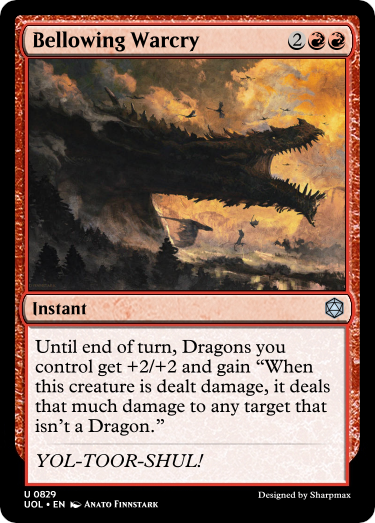 Bellowing Warcry 2
Instant
Until end of turn, Dragons you
control get +2/+2 and gain “When
this creature is dealt damage, it deals
that much damage to any target that
isn’t a Dragon.”
YOL-TOOR-SHUL!
U 0829
UOL • EN Anato Finnstark
Designed by Sharpmax